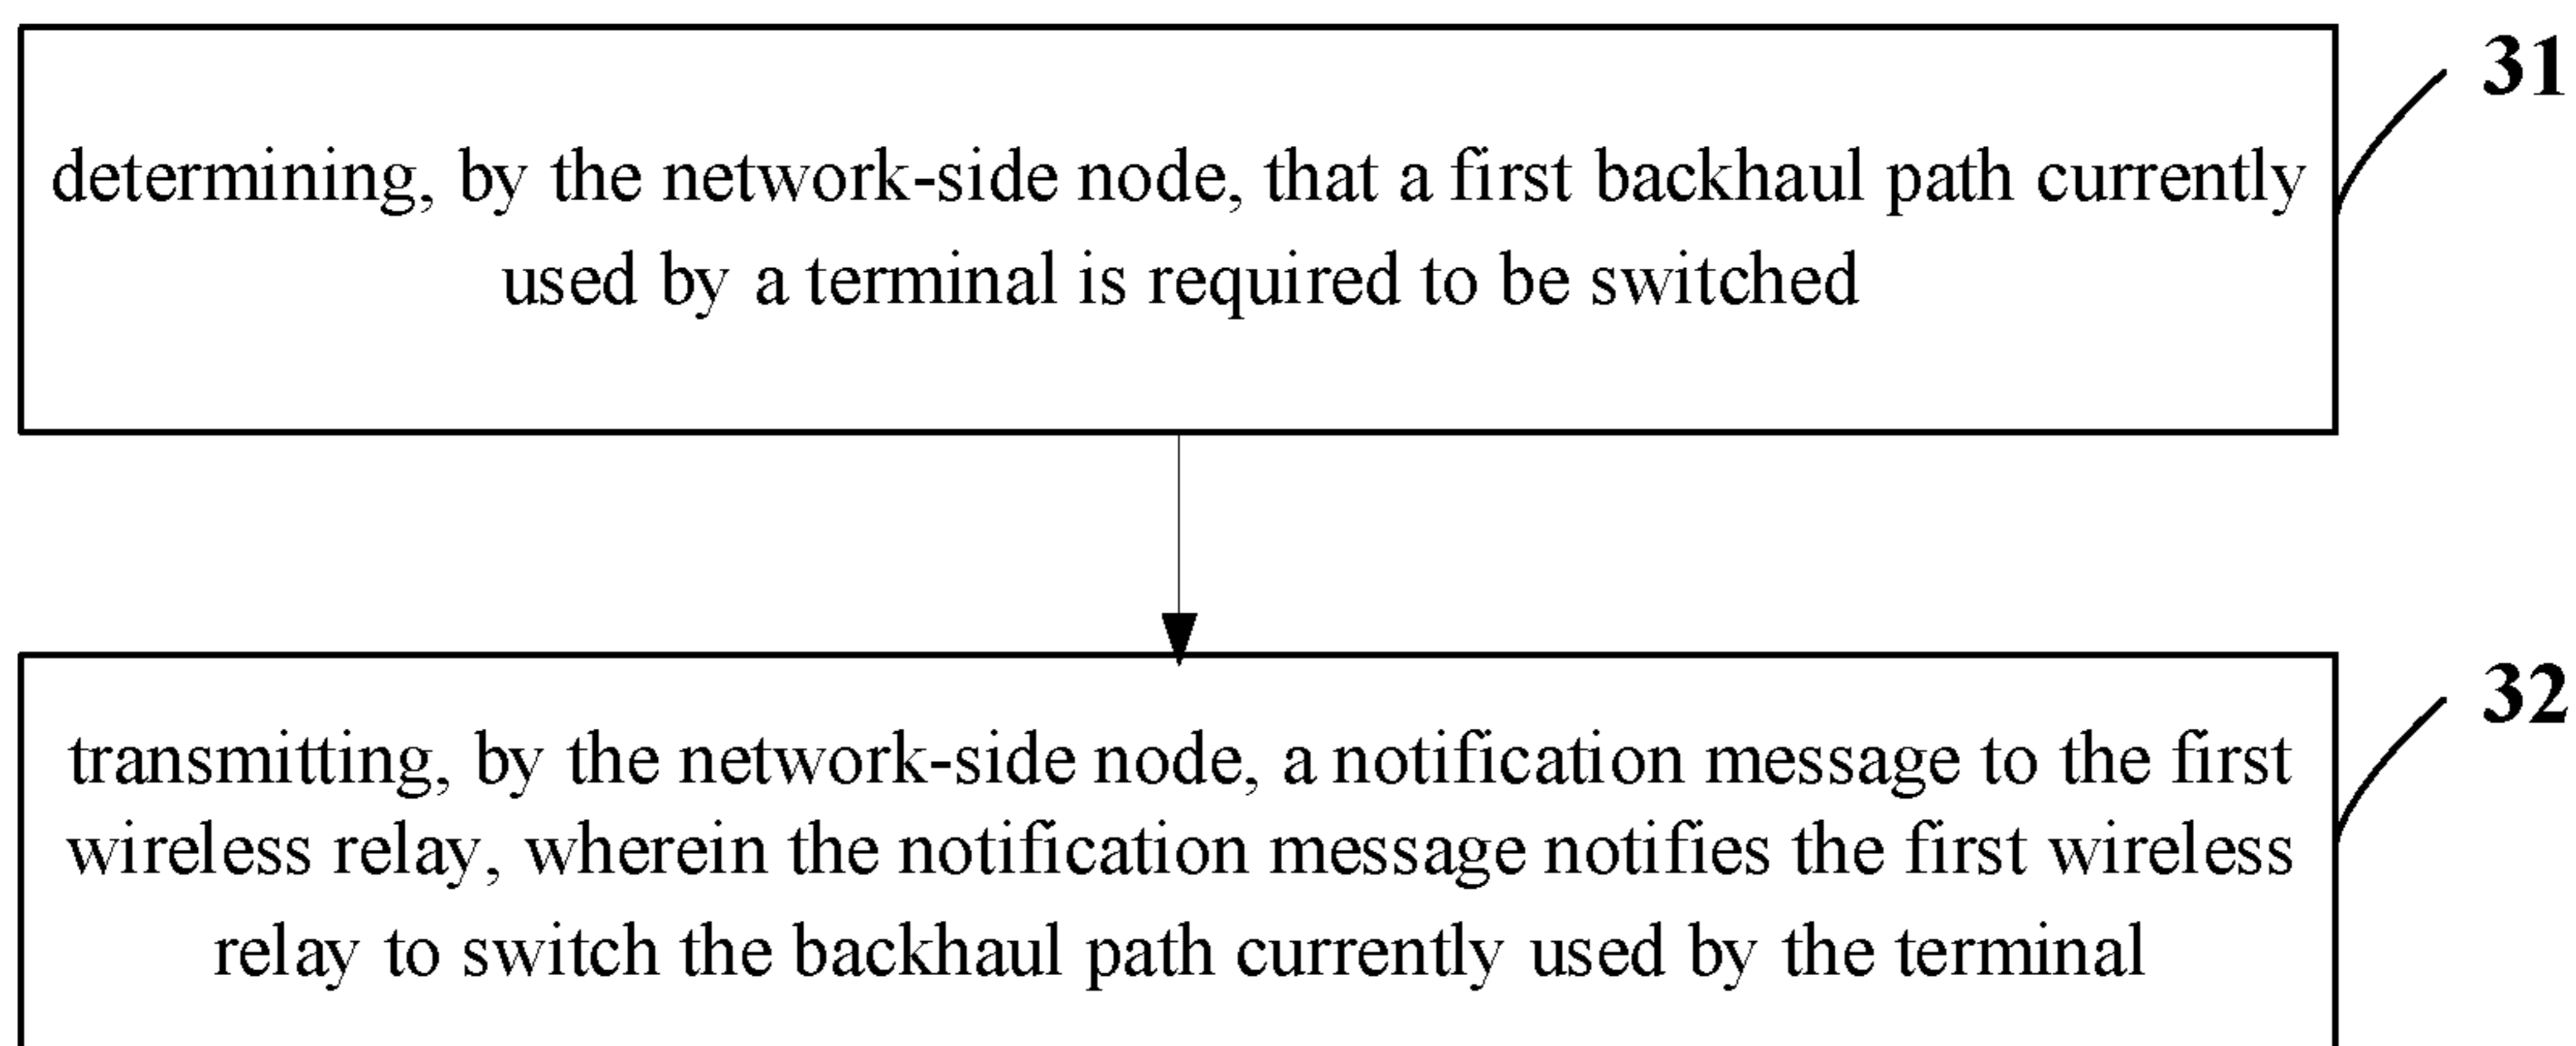 31
determining, by the network-side node, that a first backhaul path currently
used by a terminal is required to be switched
32
transmitting, by the network-side node, a notification message to the first
wireless relay, wherein the notification message notifies the first wireless
relay to switch the backhaul path currently used by the terminal